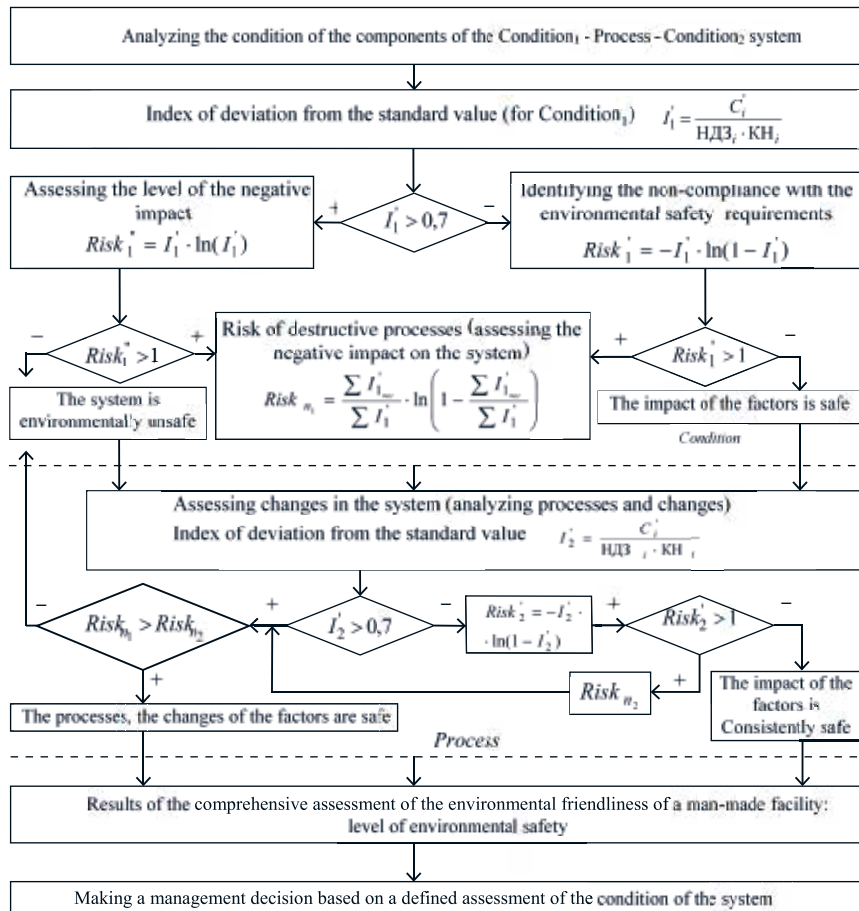 Analyzing the condition of the components of the Condition₁ - Process - Condition₂ system
Index of deviation from the standard value (for Condition₁) I'₁ = C'ᵢ / (НДЗᵢ · КНᵢ)
Assessing the level of the negative
impact
Risk*₁ = I'₁ · ln(I'₁)
+
I'₁ > 0,7
–
Identifying the non-compliance with the
environmental safety requirements
Risk'₁ = –I'₁ · ln(1 – I'₁)
–
Risk*₁ > 1
+
Risk of destructive processes (assessing the
negative impact on the system)
Risk n₁ = ∑ I'₁ / ∑ I'₁ · ln(1 – ∑ I'₁ / ∑ I'₁)
+
Risk*₁ > 1
–
The system is
environmentally unsafe
The impact of the factors is safe
Condition
Assessing changes in the system (analyzing processes and changes)
Index of deviation from the standard value I'₂ = C'ᵢ / (НДЗ ᵢ · КН ᵢ)
–
Risk n₁ > Risk n₂
+
I'₂ > 0,7
–
Risk'₂ = –I'₂ ·
· ln(1 – I'₂)
+
Risk'₂ > 1
–
+
Risk n₂
+
The impact of the
factors is
Consistently safe
The processes, the changes of the factors are safe
Process
Results of the comprehensive assessment of the environmental friendliness of a man-made facility:
level of environmental safety
Making a management decision based on a defined assessment of the condition of the system